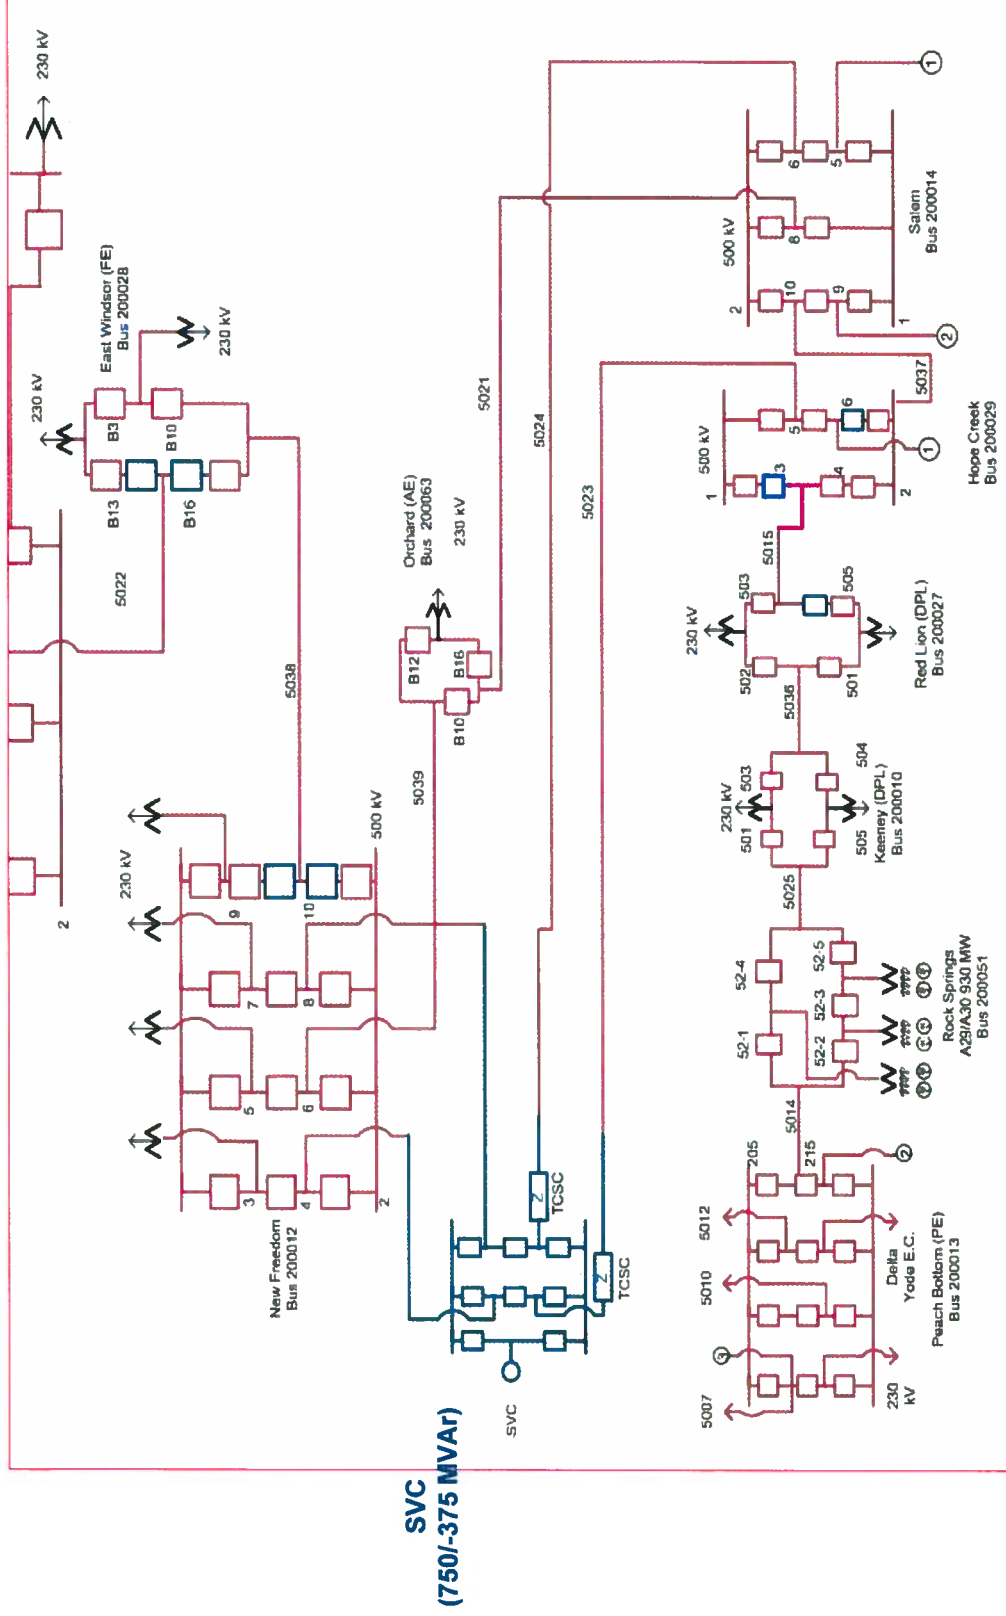 SVC
(750/-375 MVAr)
New Freedom
Bus 200012
3
4
2
5
6
7
8
9
10
230 kV
500 kV
2
5022
230 kV
B13
B16
B3
B10
East Windsor (FE)
Bus 200028
230 kV
230 kV
5038
5039
B10
B12
B16
Orchard (AE)
Bus 200063
230 kV
5021
5024
5023
SVC
Z
TCSC
Z
TCSC
5007
3
230
kV
5010
5012
Delta
Yode E.C.
205
215
2
Peach Bottom (PE)
Bus 200013
5014
52-1
52-2
52-4
52-3
52-5
Rock Springs
A29/A30 930 MW
Bus 200051
5025
501
230 kV
503
505
504
Keeney (DPL)
Bus 200010
5036
502
501
230 kV
503
505
Red Lion (DPL)
Bus 200027
5015
1
500 kV
3
4
2
5
6
1
Hope Creek
Bus 200029
5037
2
500 kV
10
9
2
1
8
6
5
1
Salem
Bus 200014